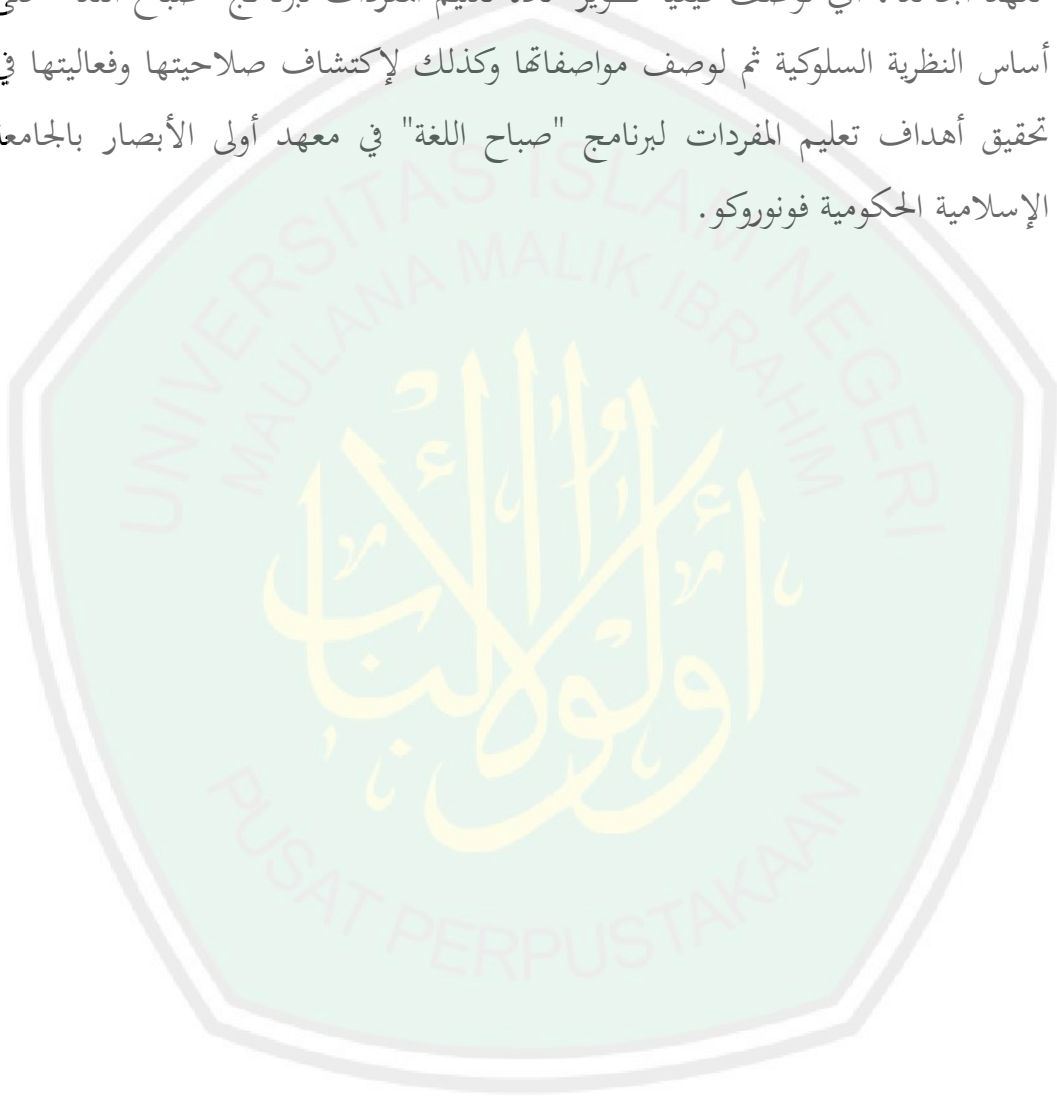 أساس النظرية السلوكية ثم لوصف مواصفاتها وكذلك لإكتشاف صلاحيتها وفعاليتها في
تحقيق أهداف تعليم المفردات لبرنامج "صباح اللغة" في معهد أولى الأبصار بالجامعة
الإسلامية الحكومية فونوروكو.
UNIVERSITAS ISLAM NEGERI
MAULANA MALIK IBRAHIM
PUSAT PERPUSTAKAAN